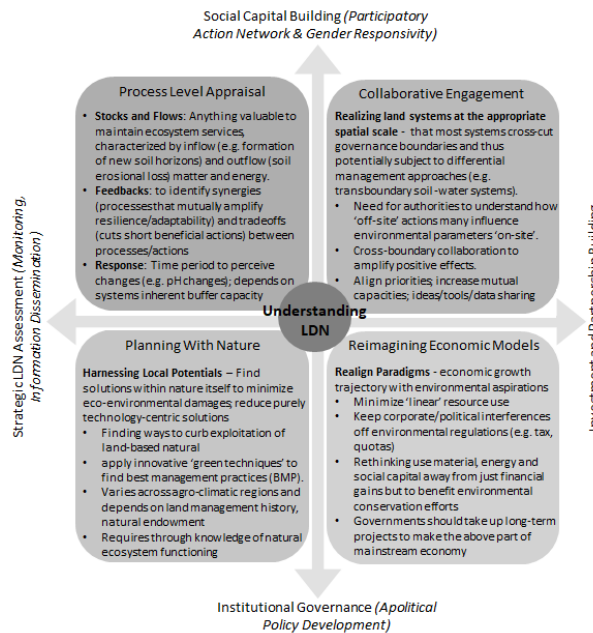 Social Capital Building (Participatory
Action Network & Gender Responsivity)
Process Level Appraisal
• Stocks and Flows: Anything valuable to
maintain ecosystem services,
characterized by inflow (e.g. formation
of new soil horizons) and outflow (soil
erosional loss) matter and energy.
• Feedbacks: to identify synergies
(processes that mutually amplify
resilience/adaptability) and tradeoffs
(cuts short beneficial actions) between
processes/actions
• Response: Time period to perceive
changes (e.g. pH changes); depends on
systems inherent buffer capacity
Collaborative Engagement
Realizing land systems at the appropriate
spatial scale - that most systems cross-cut
governance boundaries and thus
potentially subject to differential
management approaches (e.g.
transboundary soil-water systems).
• Need for authorities to understand how
'off-site' actions many influence
environmental parameters 'on-site'.
• Cross-boundary collaboration to
amplify positive effects.
• Align priorities; increase mutual
capacities; ideas/tools/data sharing
Strategic LDN Assessment (Monitoring,
Information Dissemination)
Understanding
LDN
Investment and Partnership Building
Planning With Nature
Harnessing Local Potentials – Find
solutions within nature itself to minimize
eco-environmental damages; reduce purely
technology-centric solutions
• Finding ways to curb exploitation of
land-based natural
• apply innovative 'green techniques' to
find best management practices (BMP).
• Varies across agro-climatic regions and
depends on land management history,
natural endowment
• Requires through knowledge of natural
ecosystem functioning
Reimagining Economic Models
Realign Paradigms - economic growth
trajectory with environmental aspirations
• Minimize 'linear' resource use
• Keep corporate/political interferences
off environmental regulations (e.g. tax,
quotas)
• Rethinking use material, energy and
social capital away from just financial
gains but to benefit environmental
conservation efforts
• Governments should take up long-term
projects to make the above part of
mainstream economy
Institutional Governance (Apolitical
Policy Development)